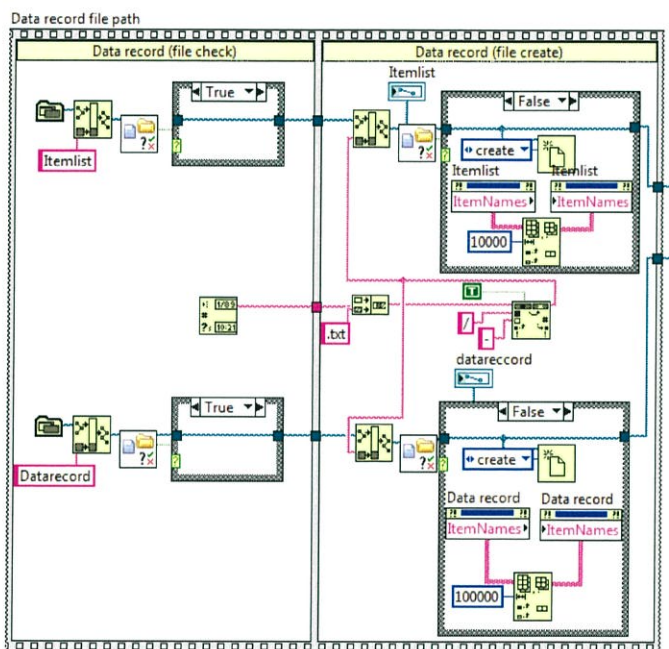 Data record file path
Data record (file check)
Data record (file create)
True
Itemlist
Itemlist
False
create
Itemlist
Itemlist
ItemNames
ItemNames
10000
.txt
/
-
T
datareccord
True
Datarecord
False
create
Data record
Data record
ItemNames
ItemNames
100000